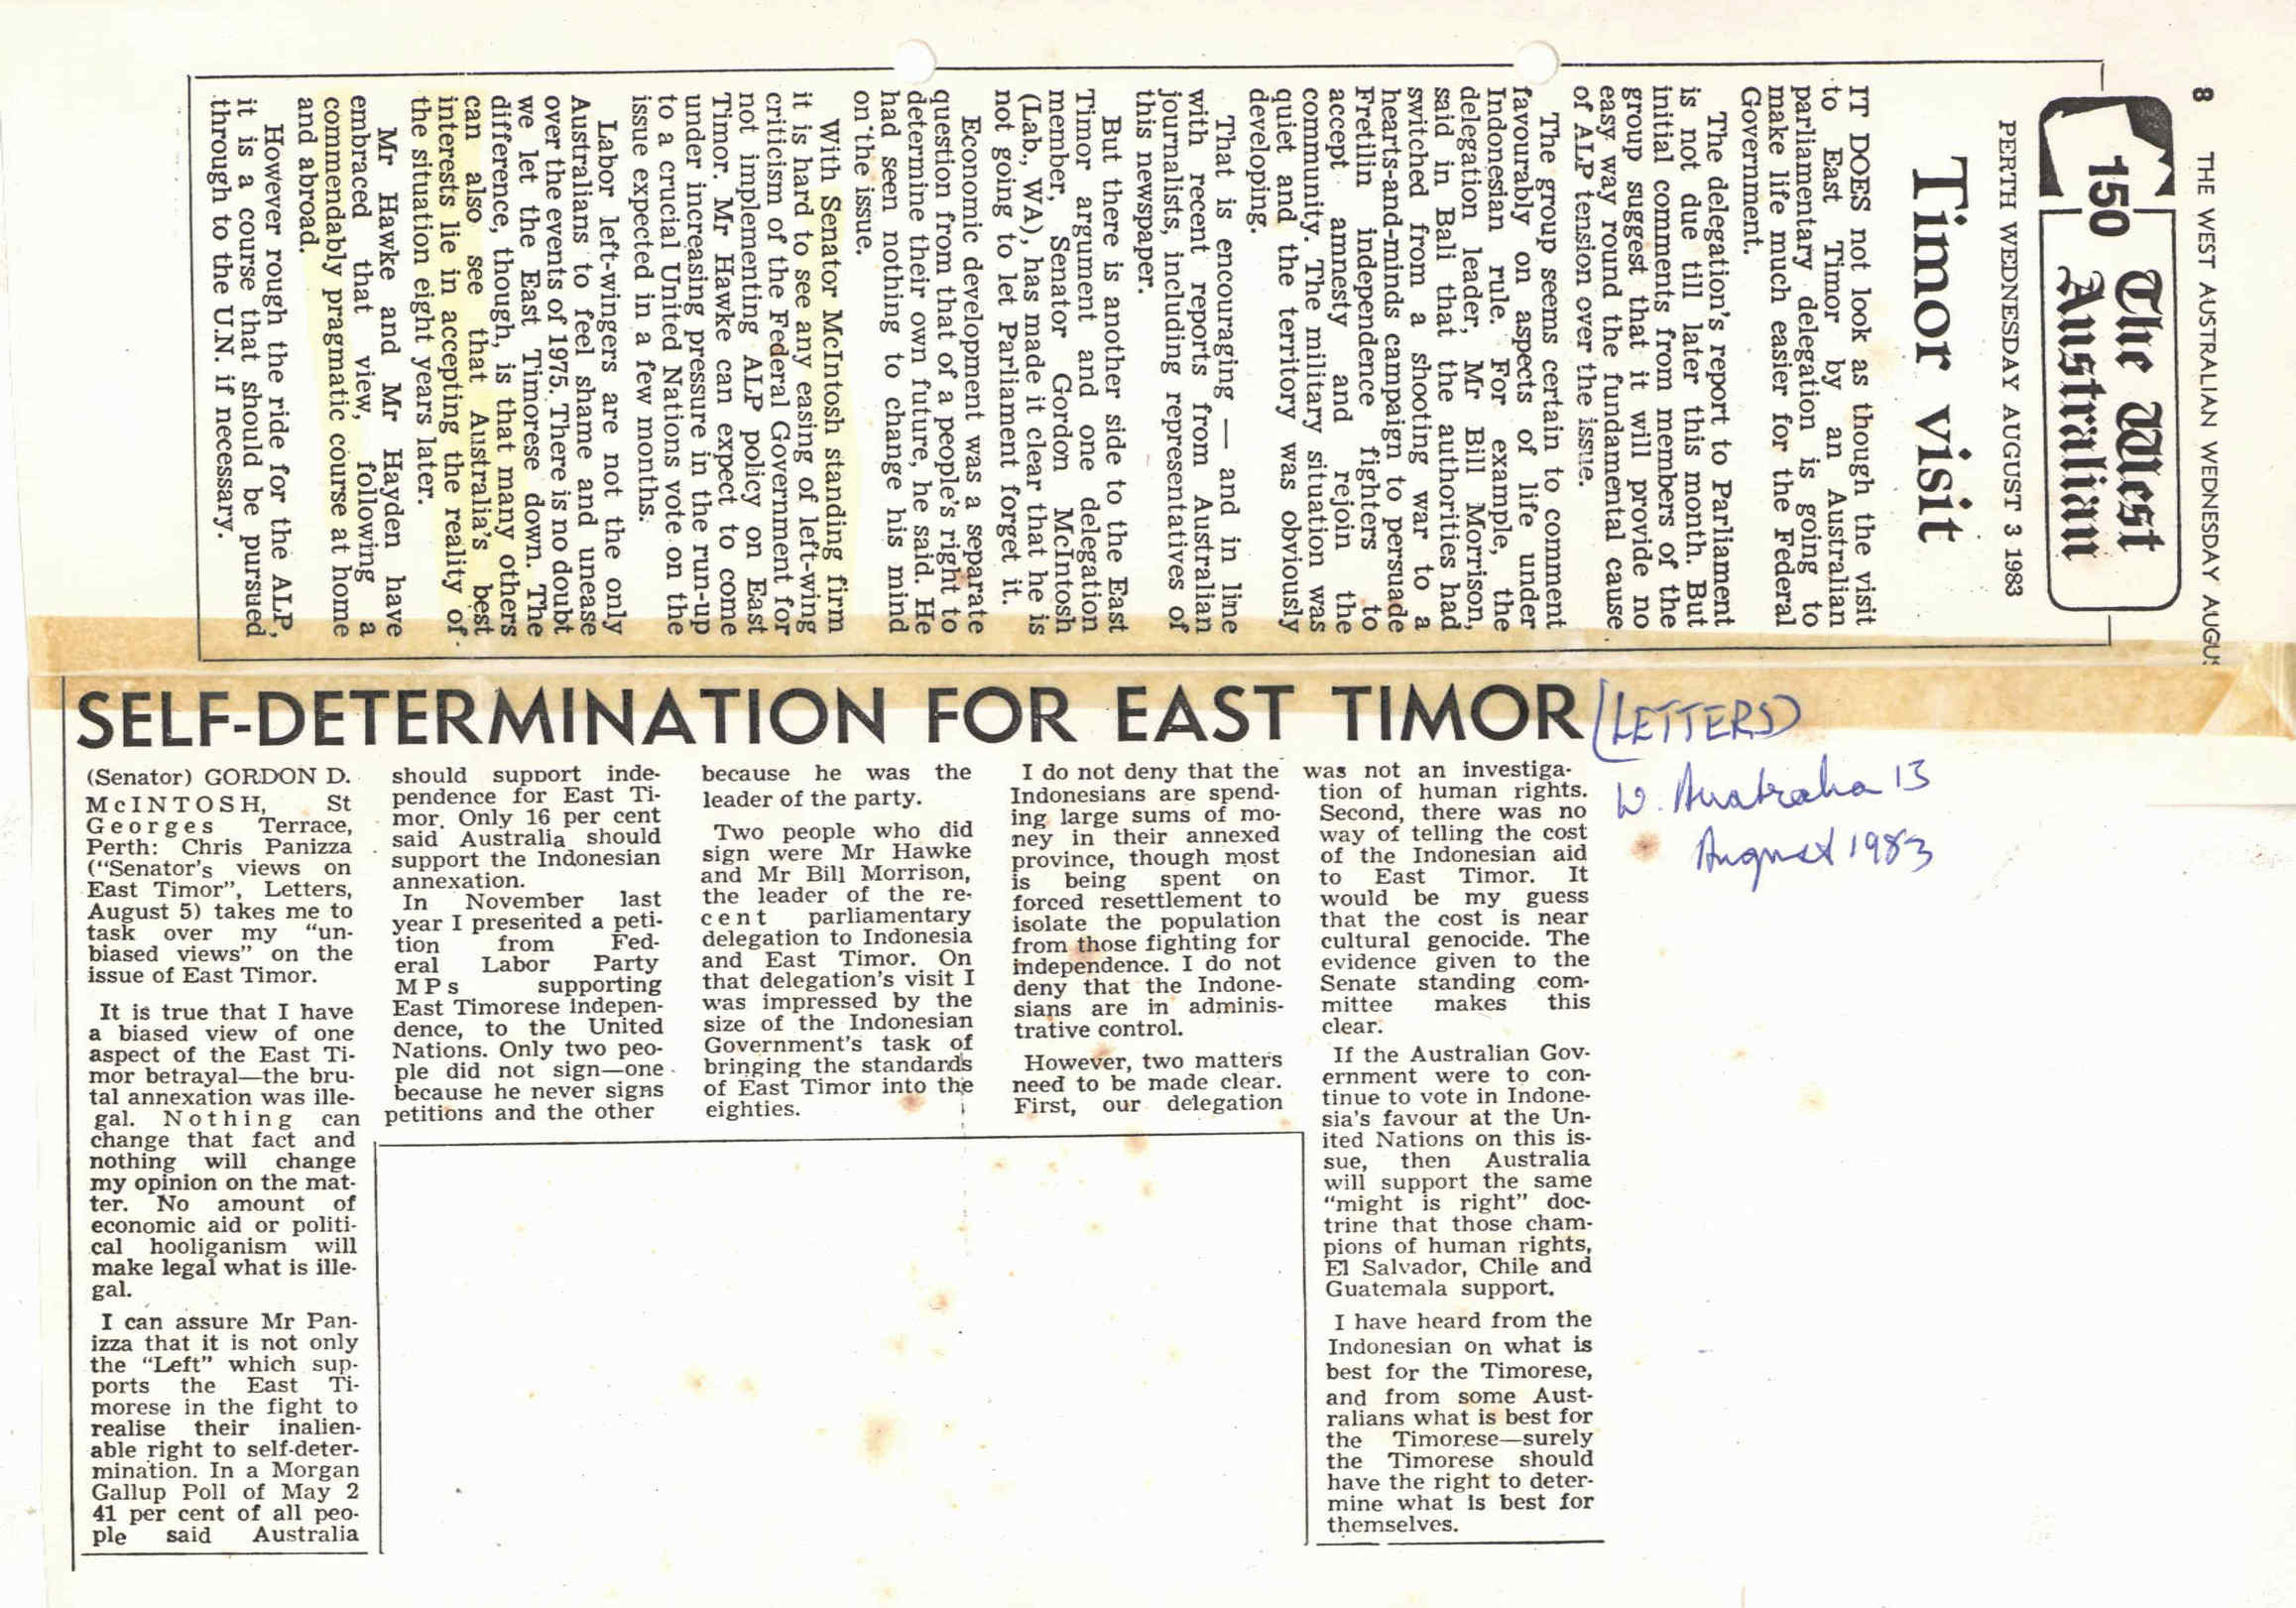 8 THE WEST AUSTRALIAN WEDNESDAY AUGUS
150 The West
Australian
PERTH WEDNESDAY AUGUST 3 1983
Timor visit
IT DOES not look as though the visit
to East Timor by an Australian
parliamentary delegation is going to
make life much easier for the Federal
Government.
The delegation's report to Parliament
is not due till later this month. But
initial comments from members of the
group suggest that it will provide no
easy way round the fundamental cause
of ALP tension over the issue.
The group seems certain to comment
favourably on aspects of life under
Indonesian rule. For example, the
delegation leader, Mr Bill Morrison,
said in Bali that the authorities had
switched from a shooting war to a
hearts-and-minds campaign to persuade
Fretilin independence fighters to
accept amnesty and rejoin the
community. The military situation was
quiet and the territory was obviously
developing.
That is encouraging — and in line
with recent reports from Australian
journalists, including representatives of
this newspaper.
But there is another side to the East
Timor argument and one delegation
member, Senator Gordon McIntosh
(Lab., WA), has made it clear that he is
not going to let Parliament forget it.
Economic development was a separate
question from that of a people's right to
determine their own future, he said. He
had seen nothing to change his mind
on the issue.
With Senator McIntosh standing firm
it is hard to see any easing of left-wing
criticism of the Federal Government for
not implementing ALP policy on East
Timor. Mr Hawke can expect to come
under increasing pressure in the run-up
to a crucial United Nations vote on the
issue expected in a few months.
Labor left-wingers are not the only
Australians to feel shame and unease
over the events of 1975. There is no doubt
we let the East Timorese down. The
difference, though, is that many others
can also see that Australia's best
interests lie in accepting the reality of
the situation eight years later.
Mr Hawke and Mr Hayden have
embraced that view, following a
commendably pragmatic course at home
and abroad.
However rough the ride for the ALP,
it is a course that should be pursued
through to the U.N. if necessary.
SELF-DETERMINATION FOR EAST TIMOR (LETTERS)
W. Australia 13
August 1983
(Senator) GORDON D.
McINTOSH, St
Georges Terrace,
Perth: Chris Panizza
("Senator's views on
East Timor", Letters,
August 5) takes me to
task over my "un-
biased views" on the
issue of East Timor.
It is true that I have
a biased view of one
aspect of the East Ti-
mor betrayal—the bru-
tal annexation was ille-
gal. Nothing can
change that fact and
nothing will change
my opinion on the mat-
ter. No amount of
economic aid or politi-
cal hooliganism will
make legal what is ille-
gal.
I can assure Mr Pan-
izza that it is not only
the "Left" which sup-
ports the East Ti-
morese in the fight to
realise their inalien-
able right to self-deter-
mination. In a Morgan
Gallup Poll of May 2
41 per cent of all peo-
ple said Australia
should support inde-
pendence for East Ti-
mor. Only 16 per cent
said Australia should
support the Indonesian
annexation.
In November last
year I presented a peti-
tion from Fed-
eral Labor Party
MPs supporting
East Timorese indepen-
dence, to the United
Nations. Only two peo-
ple did not sign—one
because he never signs
petitions and the other
because he was the
leader of the party.
Two people who did
sign were Mr Hawke
and Mr Bill Morrison,
the leader of the re-
cent parliamentary
delegation to Indonesia
and East Timor. On
that delegation's visit I
was impressed by the
size of the Indonesian
Government's task of
bringing the standards
of East Timor into the
eighties.
I do not deny that the
Indonesians are spend-
ing large sums of mo-
ney in their annexed
province, though most
is being spent on
forced resettlement to
isolate the population
from those fighting for
independence. I do not
deny that the Indone-
sians are in adminis-
trative control.
However, two matters
need to be made clear.
First, our delegation
was not an investiga-
tion of human rights.
Second, there was no
way of telling the cost
of the Indonesian aid
to East Timor. It
would be my guess
that the cost is near
cultural genocide. The
evidence given to the
Senate standing com-
mittee makes this
clear.
If the Australian Gov-
ernment were to con-
tinue to vote in Indone-
sia's favour at the Un-
ited Nations on this is-
sue, then Australia
will support the same
"might is right" doc-
trine that those cham-
pions of human rights,
El Salvador, Chile and
Guatemala support.
I have heard from the
Indonesian on what is
best for the Timorese,
and from some Aust-
ralians what is best for
the Timorese—surely
the Timorese should
have the right to deter-
mine what is best for
themselves.